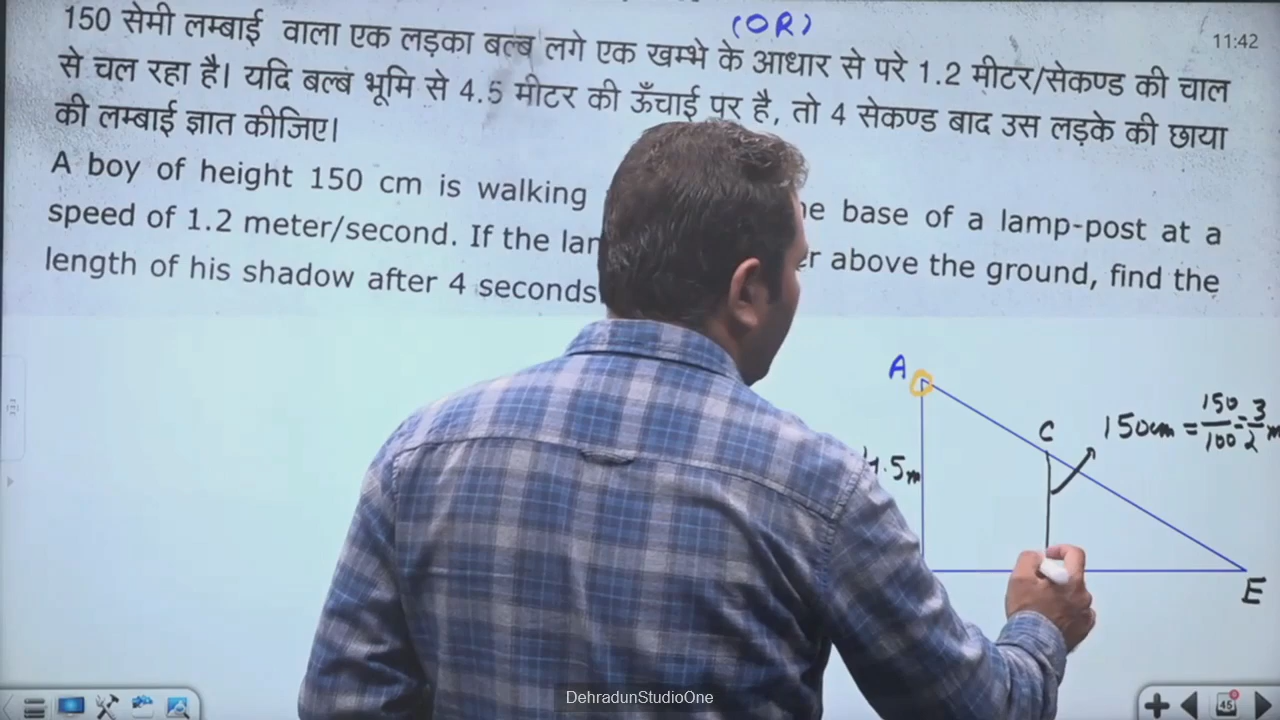 150 सेमी लम्बाई वाला एक लड़का बल्ब लगे एक खम्भे के आधार से परे 1.2 मीटर/सेकण्ड की चाल
(OR)
11:42
से चल रहा है। यदि बल्ब भूमि से 4.5 मीटर की ऊँचाई पर है, तो 4 सेकण्ड बाद उस लड़के की छाया
की लम्बाई ज्ञात कीजिए।
A boy of height 150 cm is walking base of a lamp-post at a
speed of 1.2 meter/second. If the above the ground, find the
length of his shadow after 4 seconds
A
C
150cm = 150/100 = 3/2 m
4.5m
E
45
DehradunStudioOne